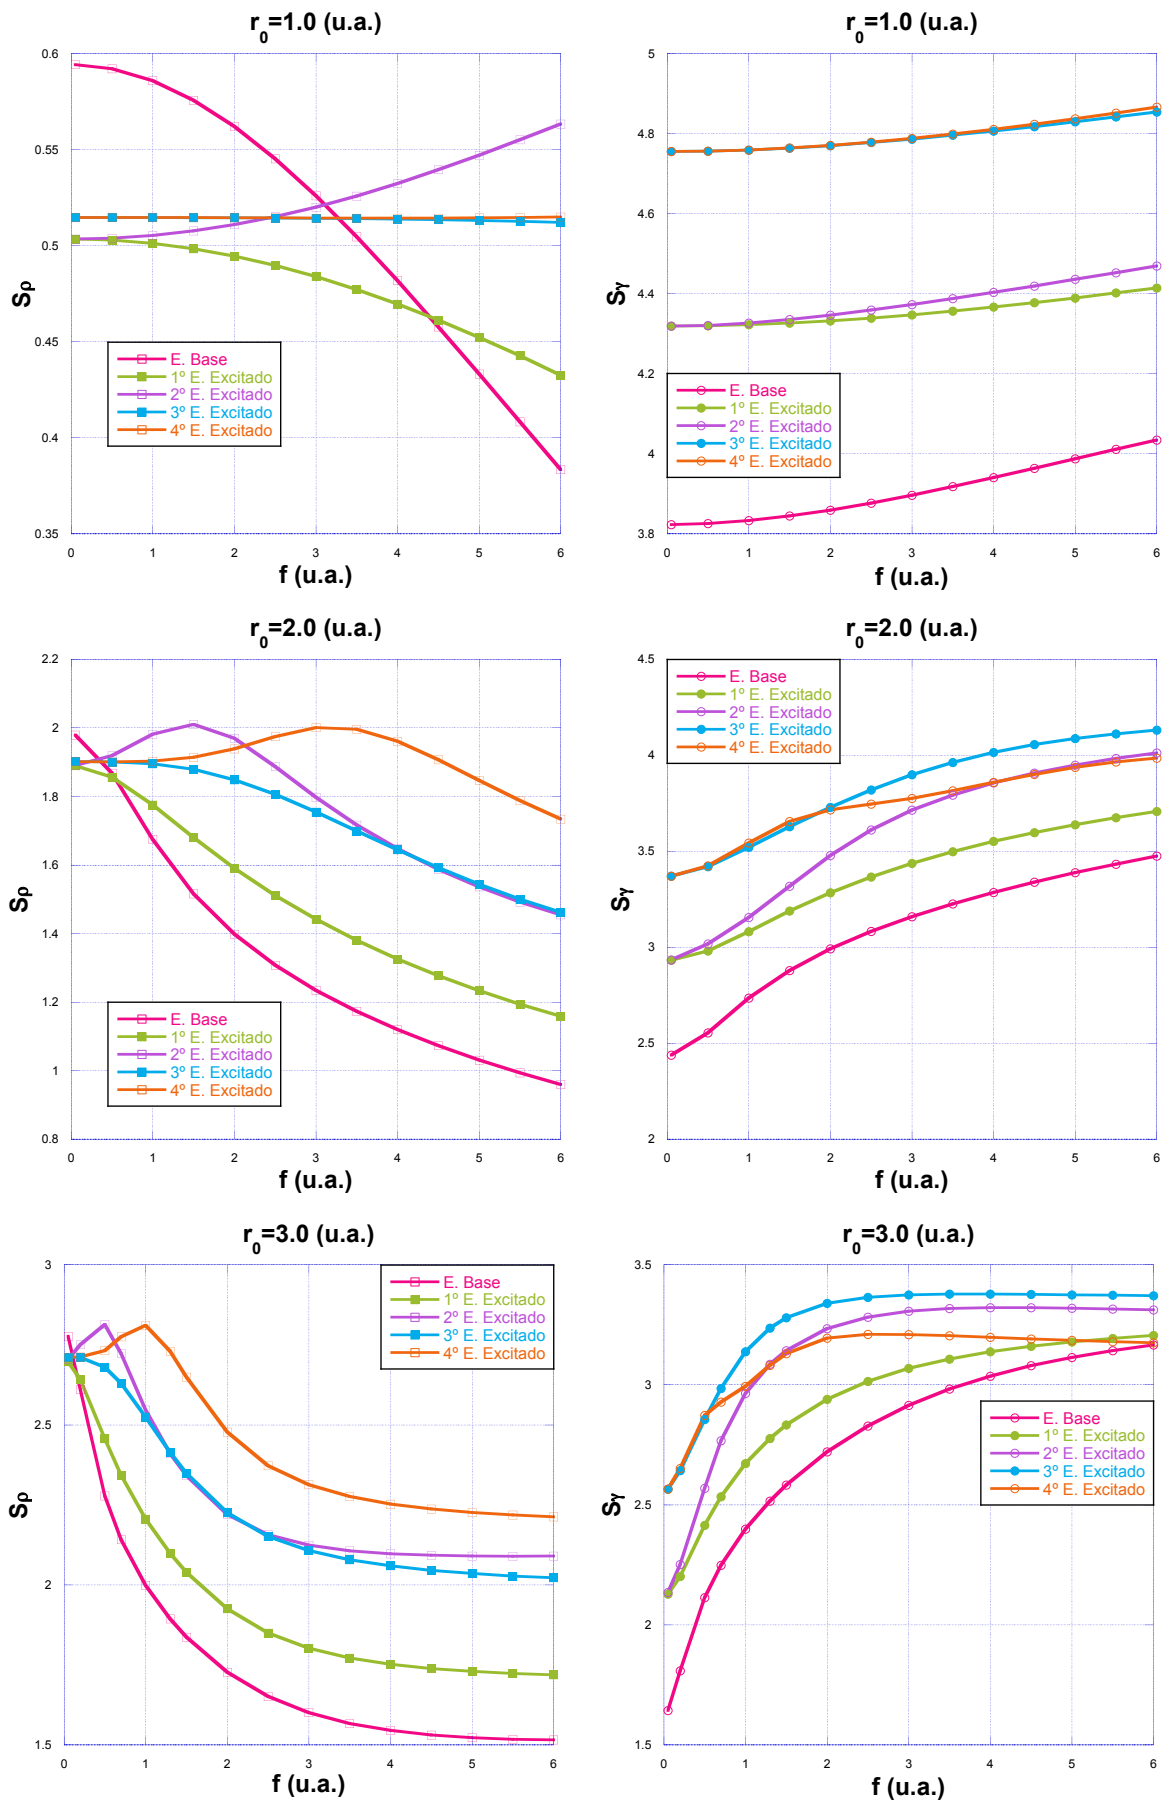 r0=1.0 (u.a.)
0.6
0.55
0.5
0.45
0.4
0.35
Sρ
E. Base
1º E. Excitado
2º E. Excitado
3º E. Excitado
4º E. Excitado
0 1 2 3 4 5 6
f (u.a.)
r0=1.0 (u.a.)
5
4.8
4.6
4.4
4.2
4
3.8
Sγ
E. Base
1º E. Excitado
2º E. Excitado
3º E. Excitado
4º E. Excitado
0 1 2 3 4 5 6
f (u.a.)
r0=2.0 (u.a.)
2.2
2
1.8
1.6
1.4
1.2
1
0.8
Sρ
E. Base
1º E. Excitado
2º E. Excitado
3º E. Excitado
4º E. Excitado
0 1 2 3 4 5 6
f (u.a.)
r0=2.0 (u.a.)
4.5
4
3.5
3
2.5
2
Sγ
E. Base
1º E. Excitado
2º E. Excitado
3º E. Excitado
4º E. Excitado
0 1 2 3 4 5 6
f (u.a.)
r0=3.0 (u.a.)
3
2.5
2
1.5
Sρ
E. Base
1º E. Excitado
2º E. Excitado
3º E. Excitado
4º E. Excitado
0 1 2 3 4 5 6
f (u.a.)
r0=3.0 (u.a.)
3.5
3
2.5
2
1.5
Sγ
E. Base
1º E. Excitado
2º E. Excitado
3º E. Excitado
4º E. Excitado
0 1 2 3 4 5 6
f (u.a.)